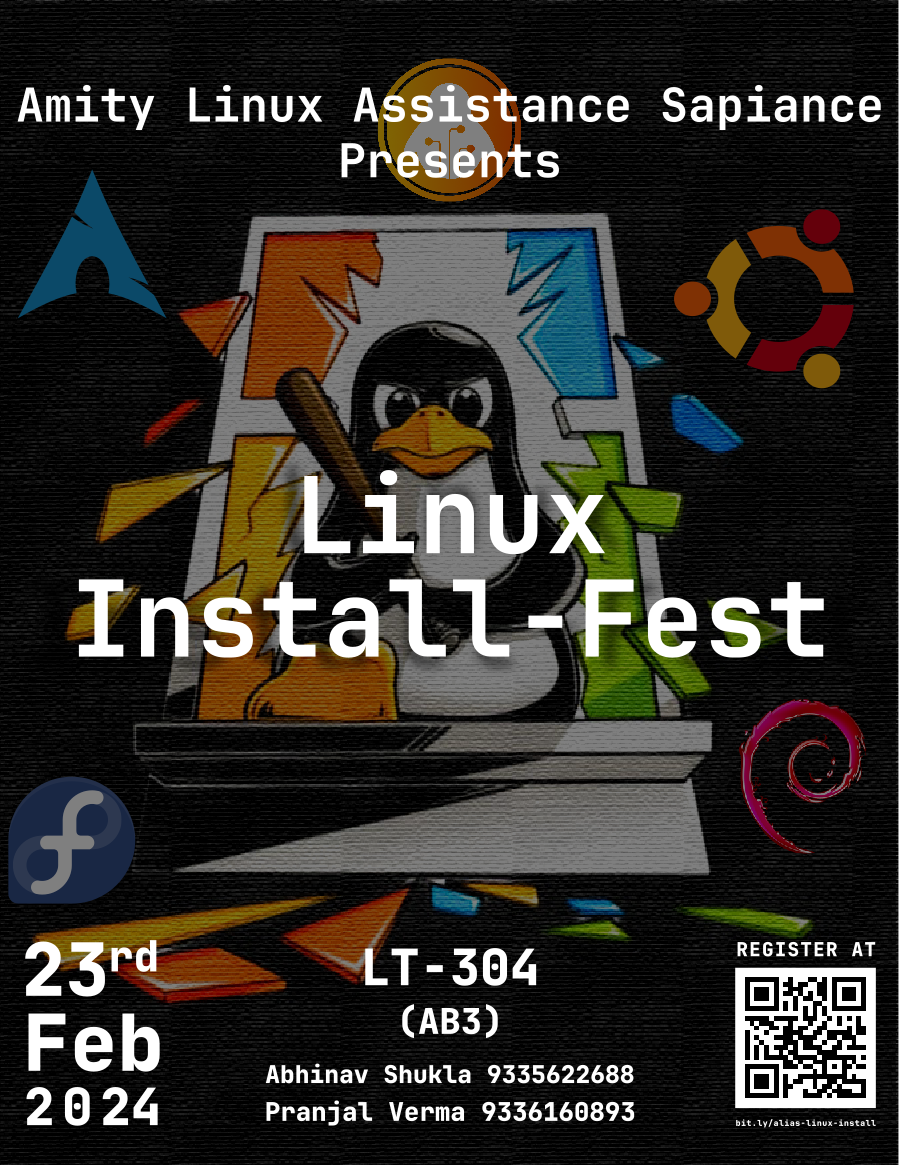 Amity Linux Assistance Sapiance
Presents
Linux
Install-Fest
23rd
Feb
2024
LT-304
(AB3)
Abhinav Shukla 9335622688
Pranjal Verma 9336160893
REGISTER AT
bit.ly/alias-linux-install